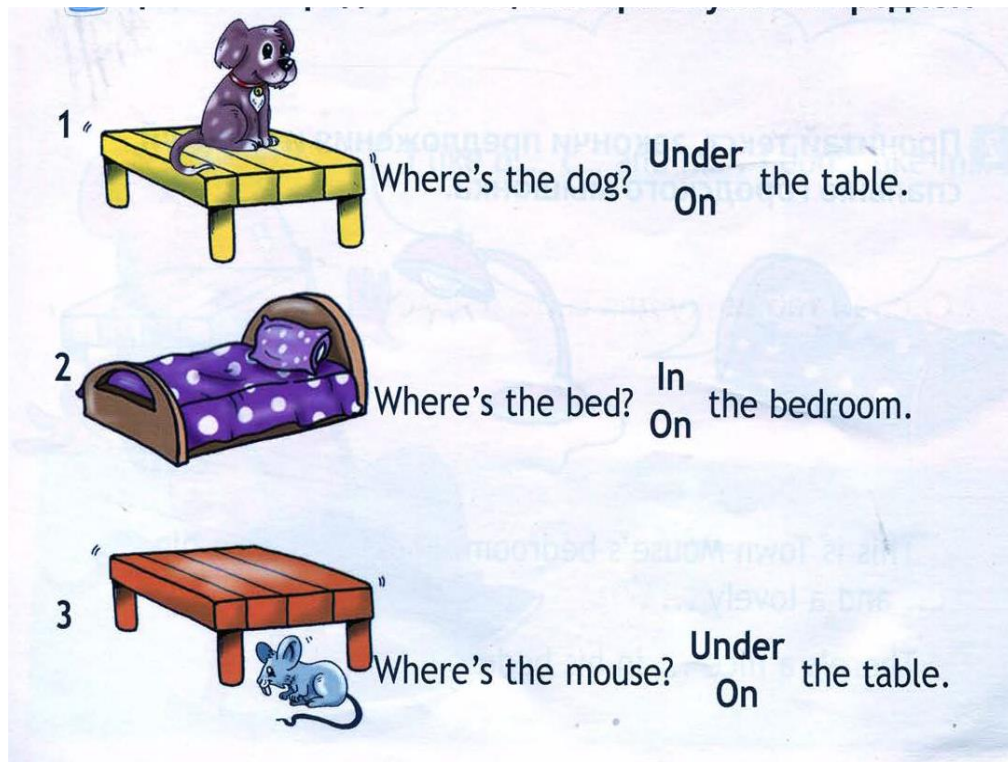 1
Where's the dog? Under the table.
On
2
Where's the bed? In the bedroom.
On
3
Where's the mouse? Under the table.
On